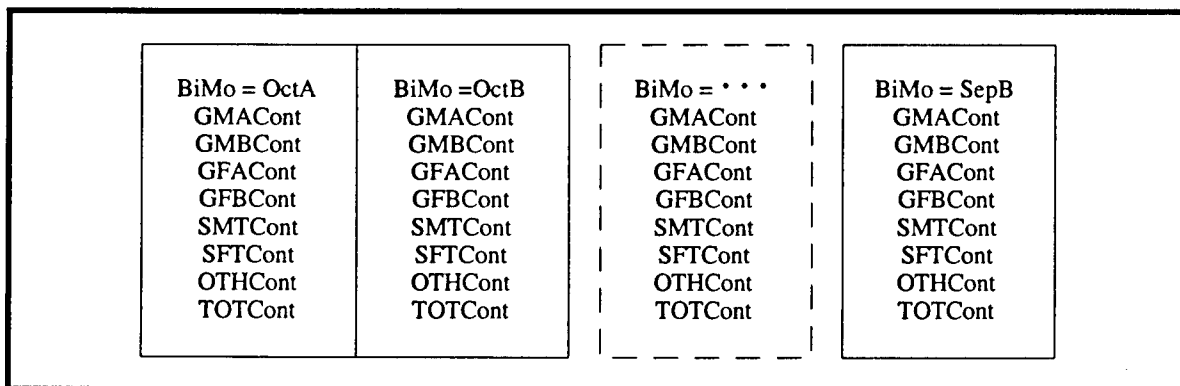 BiMo = OctA
GMACont
GMBCont
GFACont
GFBCont
SMTCont
SFTCont
OTHCont
TOTCont
BiMo =OctB
GMACont
GMBCont
GFACont
GFBCont
SMTCont
SFTCont
OTHCont
TOTCont
BiMo = • • •
GMACont
GMBCont
GFACont
GFBCont
SMTCont
SFTCont
OTHCont
TOTCont
BiMo = SepB
GMACont
GMBCont
GFACont
GFBCont
SMTCont
SFTCont
OTHCont
TOTCont